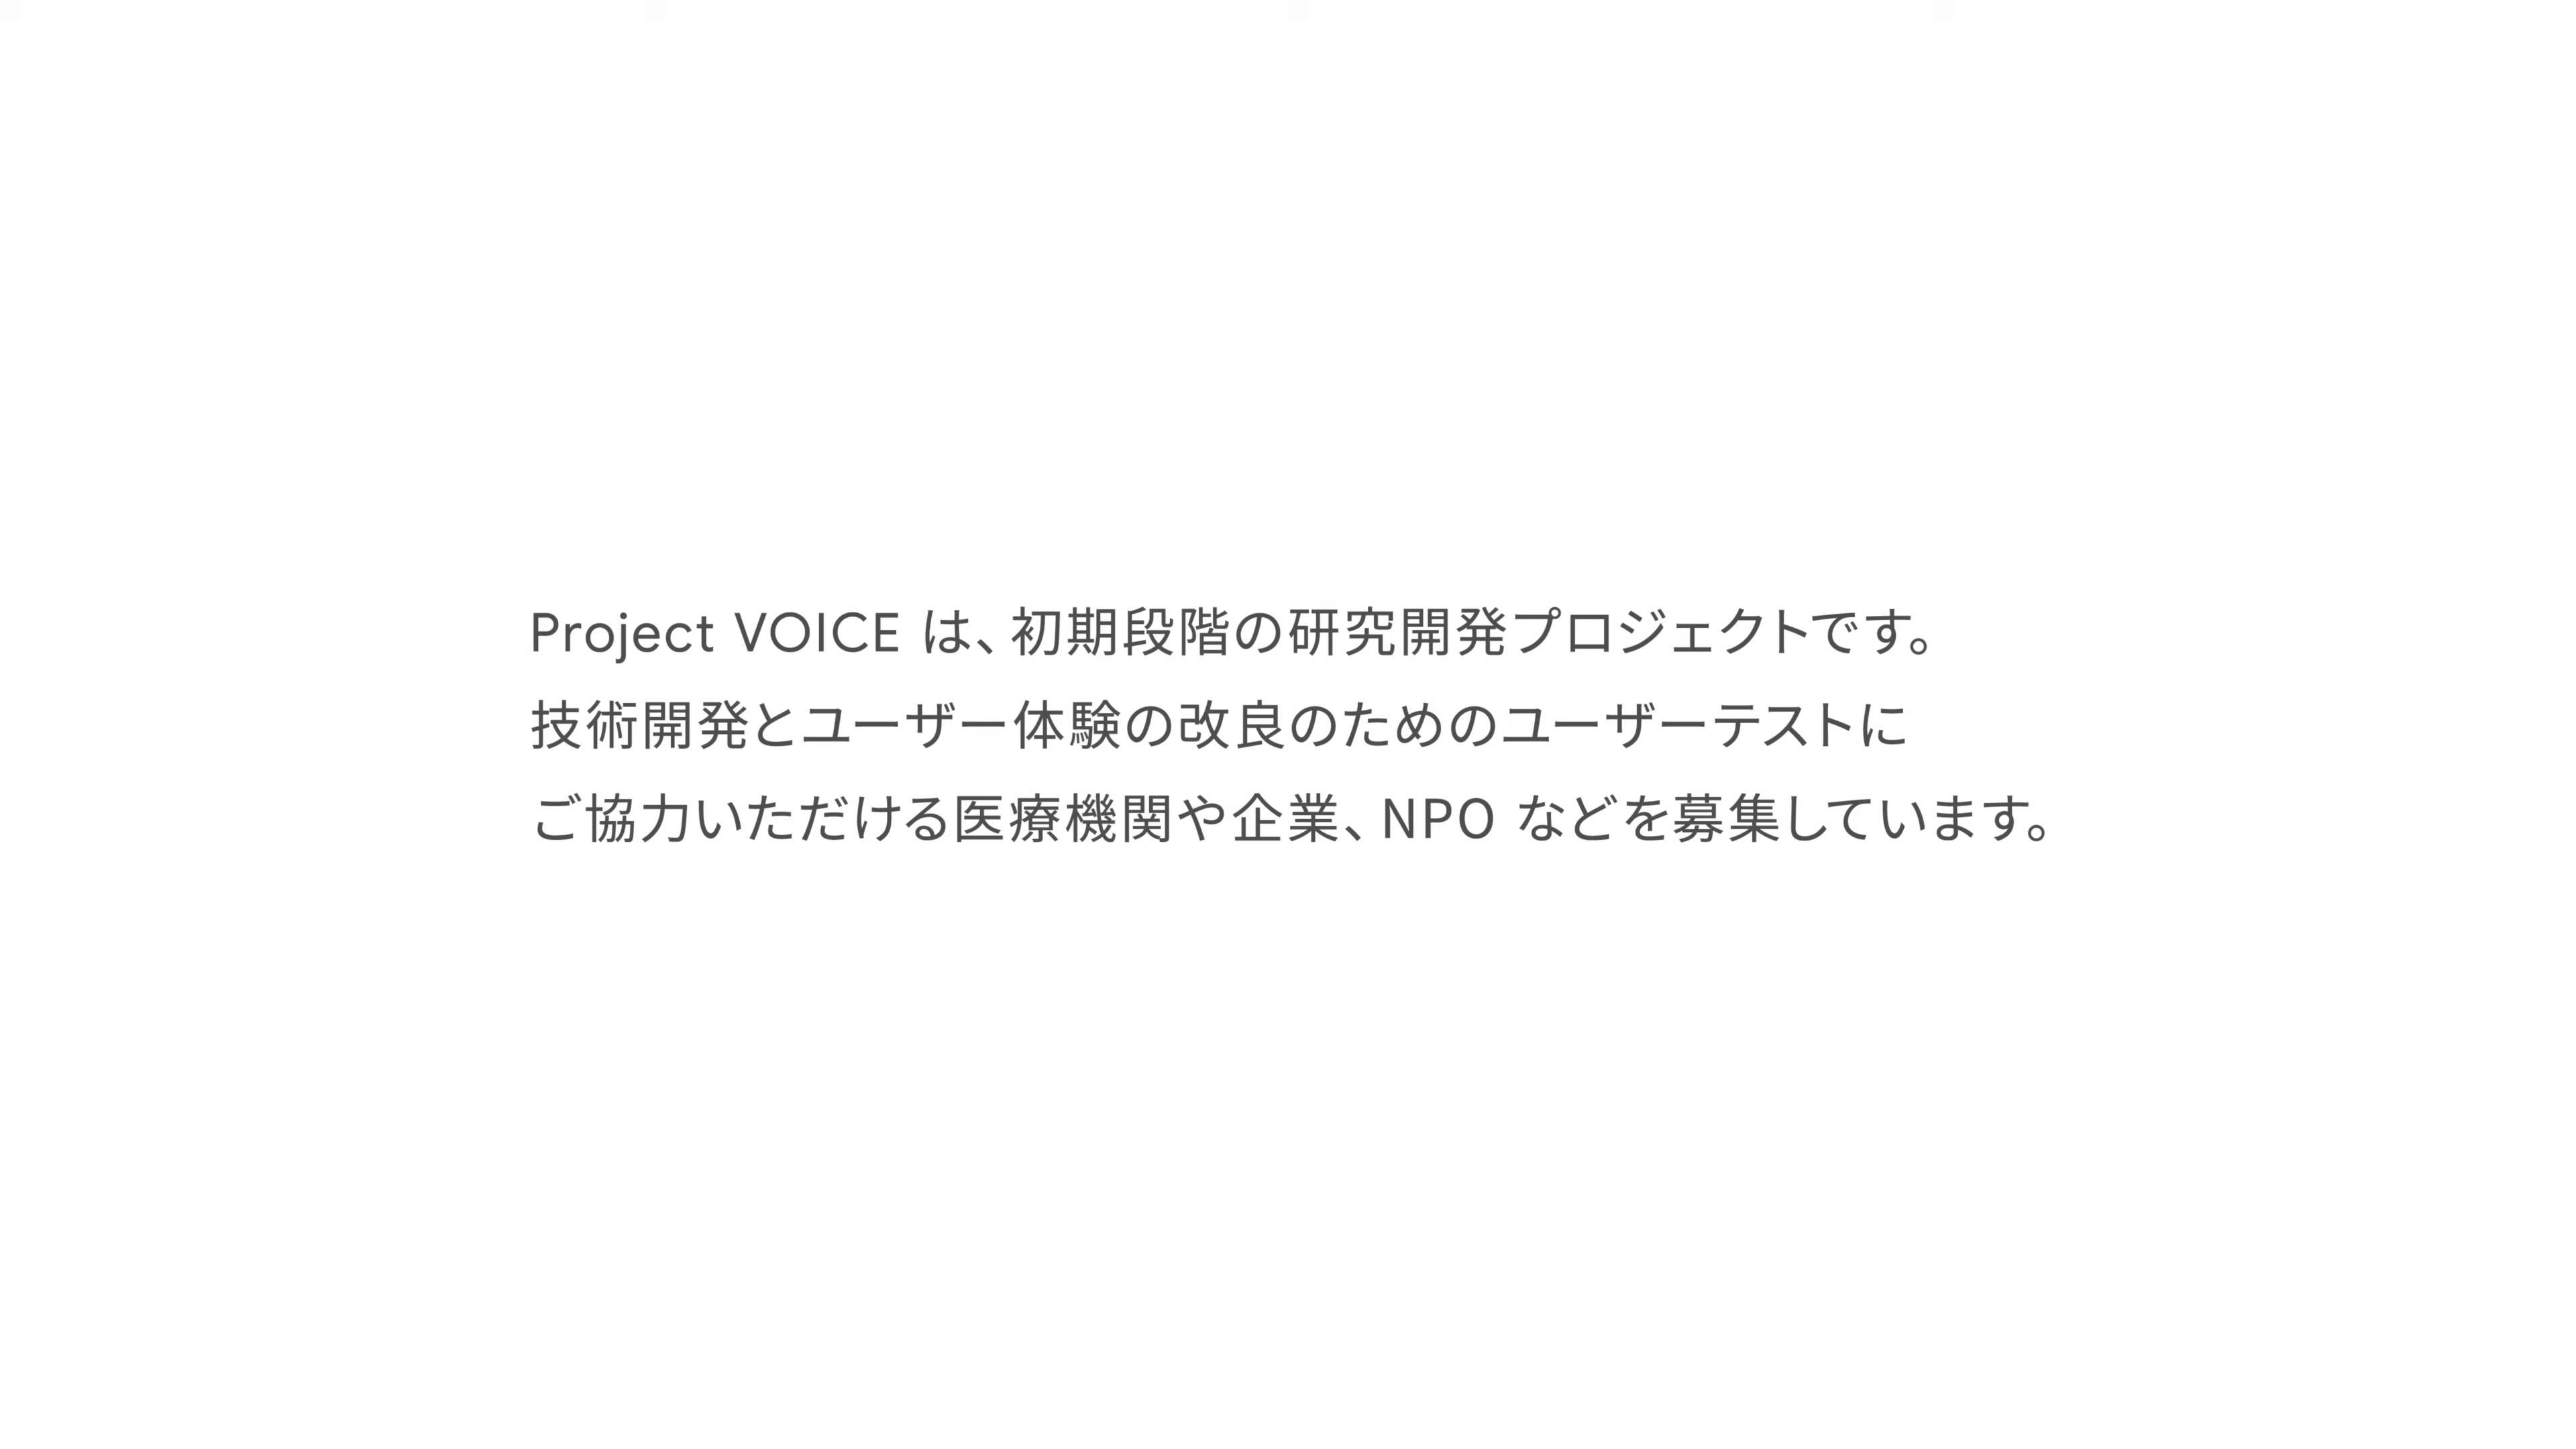 Project VOICE は、初期段階の研究開発プロジェクトです。
技術開発とユーザー体験の改良のためのユーザーテストに
ご協力いただける医療機関や企業、NPO などを募集しています。